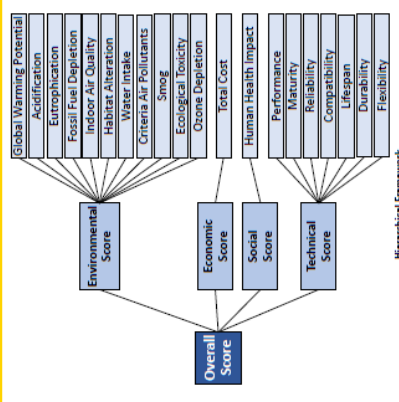 Global Warming Potential
Acidification
Eutrophication
Fossil Fuel Depletion
Indoor Air Quality
Habitat Alteration
Water Intake
Criteria Air Pollutants
Smog
Ecological Toxicity
Ozone Depletion
Total Cost
Human Health Impact
Performance
Maturity
Reliability
Compatibility
Lifespan
Durability
Flexibility
Environmental
Score
Economic
Score
Social
Score
Technical
Score
Overall
Score
Hierarchical Framework